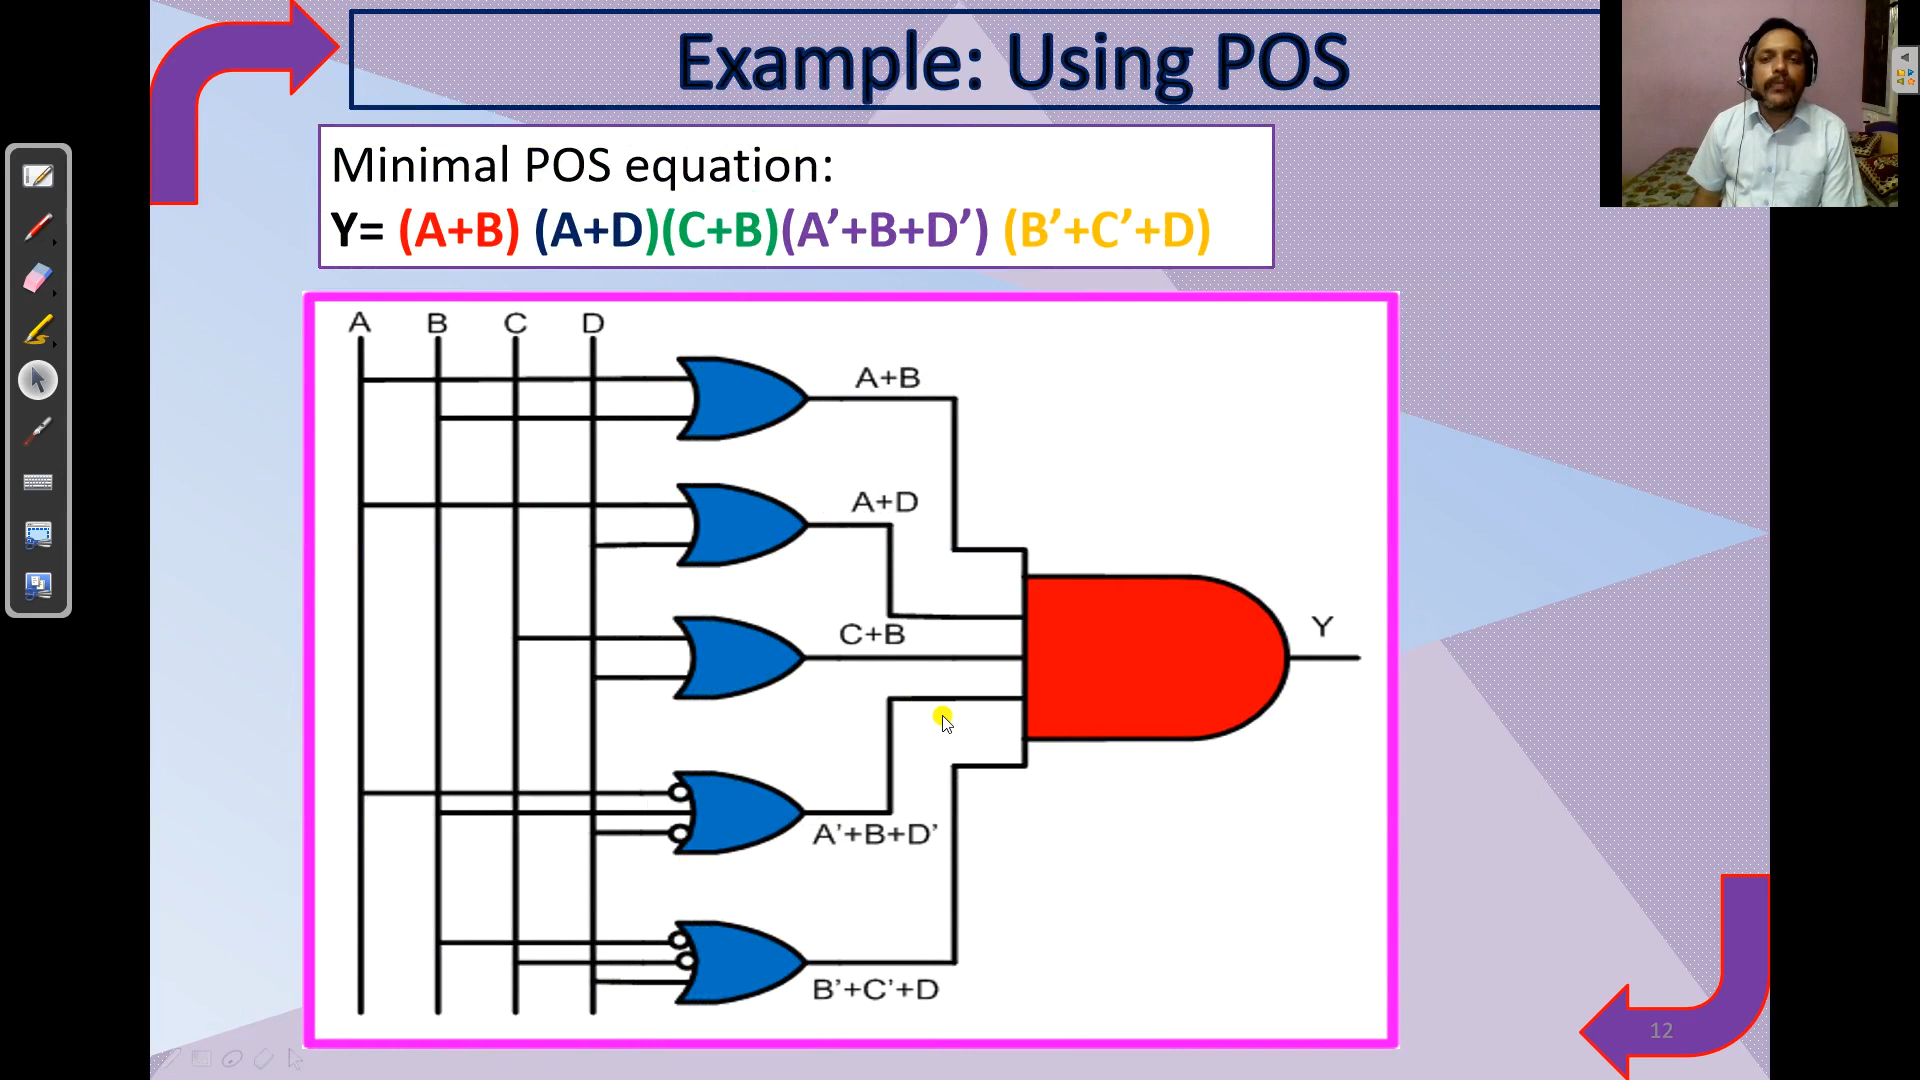 Example: Using POS
Minimal POS equation:
Y= (A+B) (A+D)(C+B)(A’+B+D’) (B’+C’+D)
A B C D
A+B
A+D
C+B
Y
A’+B+D’
B’+C’+D
12